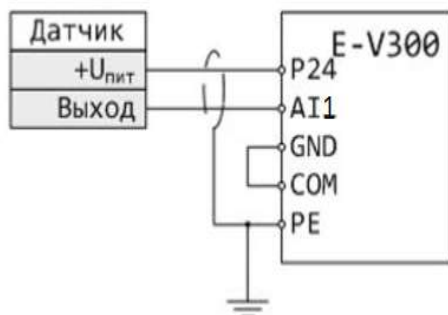 Датчик
E-V300
+Uпит
P24
Выход
AI1
GND
COM
PE